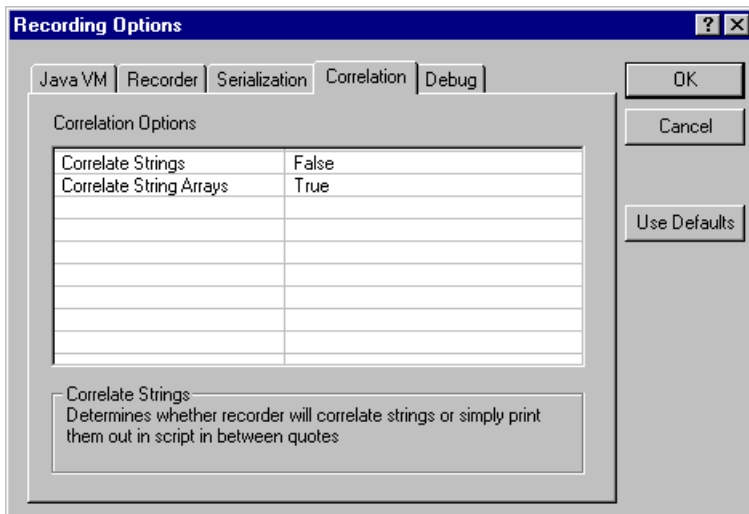 Recording Options
Java VM Recorder Serialization Correlation Debug
OK
Cancel
Use Defaults
Correlation Options
Correlate Strings False
Correlate String Arrays True
Correlate Strings
Determines whether recorder will correlate strings or simply print
them out in script in between quotes